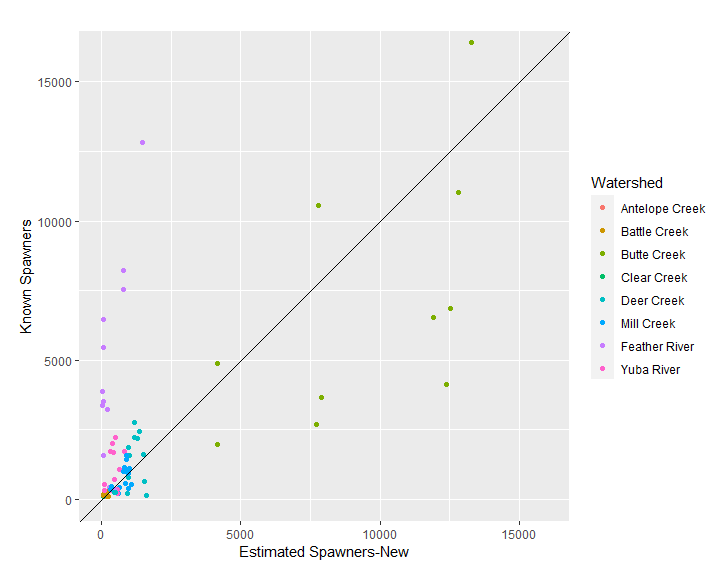 15000
10000
5000
0
Known Spawners
0 5000 10000 15000
Estimated Spawners-New
Watershed
Antelope Creek
Battle Creek
Butte Creek
Clear Creek
Deer Creek
Mill Creek
Feather River
Yuba River